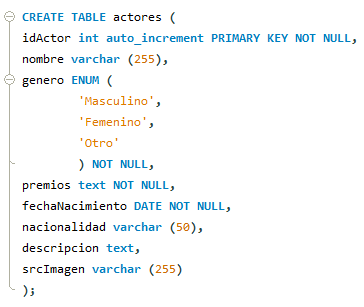 CREATE TABLE actores (
idActor int auto_increment PRIMARY KEY NOT NULL,
nombre varchar (255),
genero ENUM (
'Masculino',
'Femenino',
'Otro'
) NOT NULL,
premios text NOT NULL,
fechaNacimiento DATE NOT NULL,
nacionalidad varchar (50),
descripcion text,
srcImagen varchar (255)
);